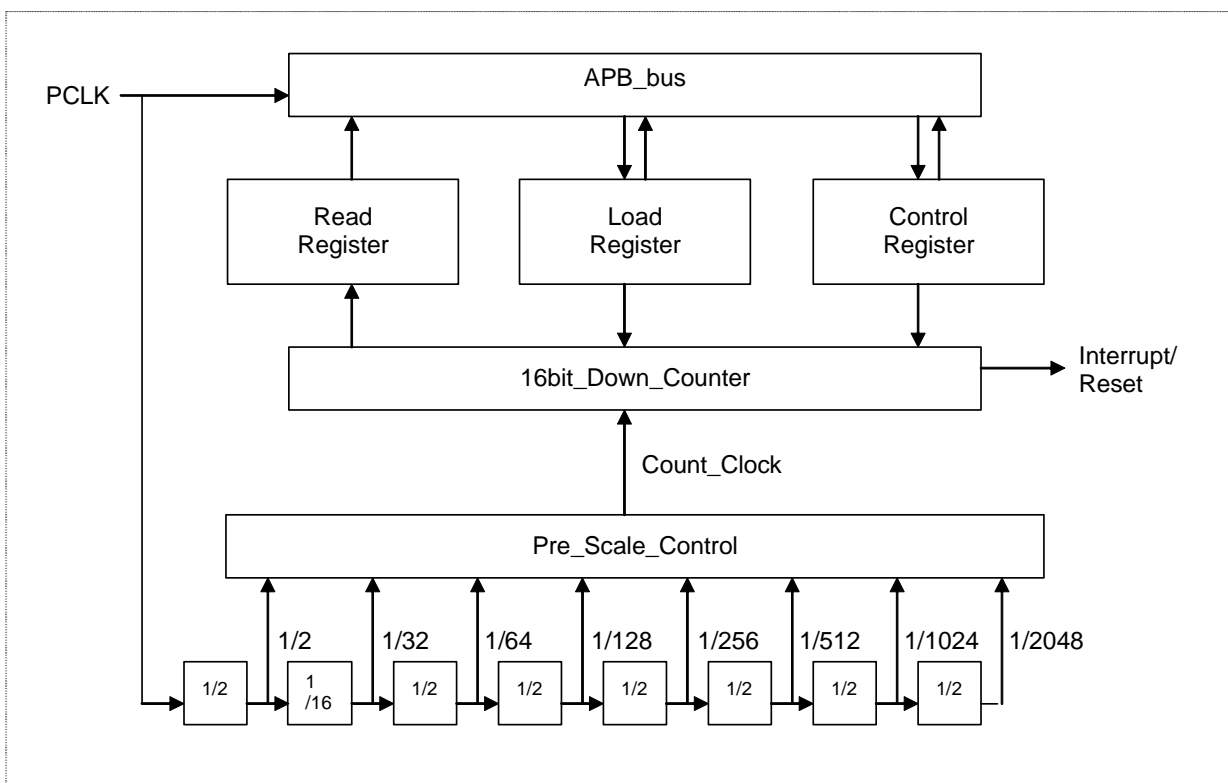 APB_bus
PCLK
Read
Register
Load
Register
Control
Register
16bit_Down_Counter
Interrupt/
Reset
Count_Clock
Pre_Scale_Control
1/2
1/32
1/64
1/128
1/256
1/512
1/1024
1/2048
1/2
1
/16
1/2
1/2
1/2
1/2
1/2
1/2